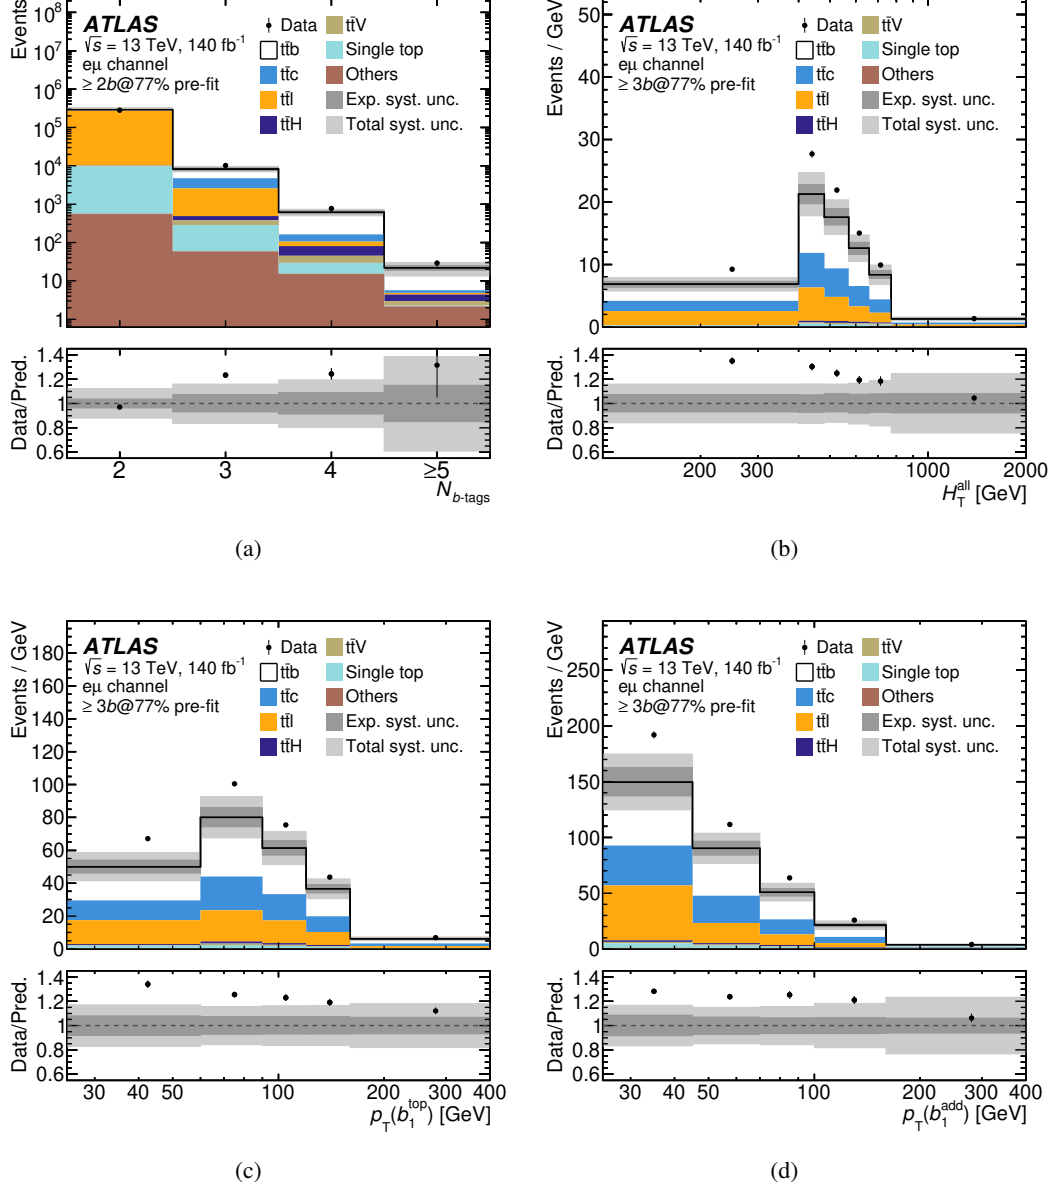 ATLAS
√s = 13 TeV, 140 fb⁻¹
eμ channel
≥ 2b@77% pre-fit
Data
tt̄b
tt̄c
tt̄l
tt̄H
tt̄V
Single top
Others
Exp. syst. unc.
Total syst. unc.
Events
10⁸
10⁷
10⁶
10⁵
10⁴
10³
10²
10
1
Data/Pred.
1.4
1.2
1
0.8
0.6
2 3 4 ≥5
N_b-tags
(a)
ATLAS
√s = 13 TeV, 140 fb⁻¹
eμ channel
≥ 3b@77% pre-fit
Data
tt̄b
tt̄c
tt̄l
tt̄H
tt̄V
Single top
Others
Exp. syst. unc.
Total syst. unc.
Events / GeV
50
40
30
20
10
0
Data/Pred.
1.4
1.2
1
0.8
0.6
200 300 1000 2000
H_T^all [GeV]
(b)
ATLAS
√s = 13 TeV, 140 fb⁻¹
eμ channel
≥ 3b@77% pre-fit
Data
tt̄b
tt̄c
tt̄l
tt̄H
tt̄V
Single top
Others
Exp. syst. unc.
Total syst. unc.
Events / GeV
180
160
140
120
100
80
60
40
20
0
Data/Pred.
1.4
1.2
1
0.8
0.6
30 40 50 100 200 300 400
p_T(b_1^top) [GeV]
(c)
ATLAS
√s = 13 TeV, 140 fb⁻¹
eμ channel
≥ 3b@77% pre-fit
Data
tt̄b
tt̄c
tt̄l
tt̄H
tt̄V
Single top
Others
Exp. syst. unc.
Total syst. unc.
Events / GeV
250
200
150
100
50
0
Data/Pred.
1.4
1.2
1
0.8
0.6
30 40 50 100 200 300 400
p_T(b_1^add) [GeV]
(d)